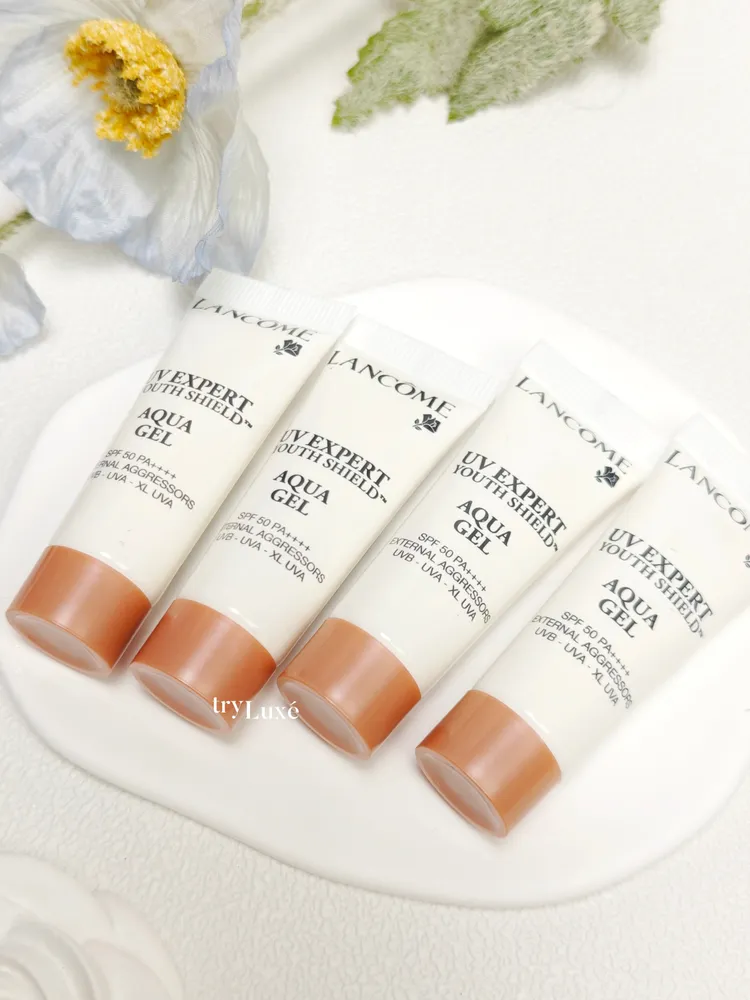 LANCOME
UV EXPERT
YOUTH SHIELD™
AQUA
GEL
SPF 50 PA++++
EXTERNAL AGGRESSORS
UVB - UVA - XL UVA
LANCOME
UV EXPERT
YOUTH SHIELD™
AQUA
GEL
SPF 50 PA++++
EXTERNAL AGGRESSORS
UVB - UVA - XL UVA
LANCOME
UV EXPERT
YOUTH SHIELD™
AQUA
GEL
SPF 50 PA++++
EXTERNAL AGGRESSORS
UVB - UVA - XL UVA
LANCO
UV EXPERT
YOUTH SHIELD™
AQUA
GEL
SPF 50 PA++++
EXTERNAL AGGRESSORS
UVB - UVA - XL UVA
tryLuxé